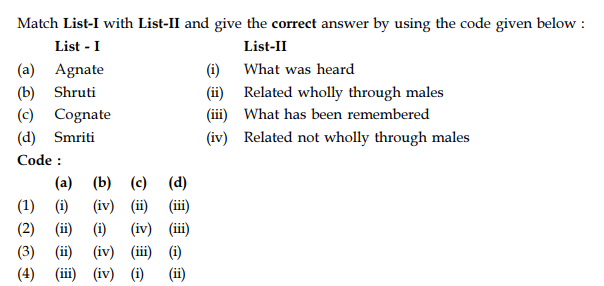 Match List-I with List-II and give the correct answer by using the code given below :
List - I List-II
(a) Agnate (i) What was heard
(b) Shruti (ii) Related wholly through males
(c) Cognate (iii) What has been remembered
(d) Smriti (iv) Related not wholly through males
Code :
(a) (b) (c) (d)
(1) (i) (iv) (ii) (iii)
(2) (ii) (i) (iv) (iii)
(3) (ii) (iv) (iii) (i)
(4) (iii) (iv) (i) (ii)